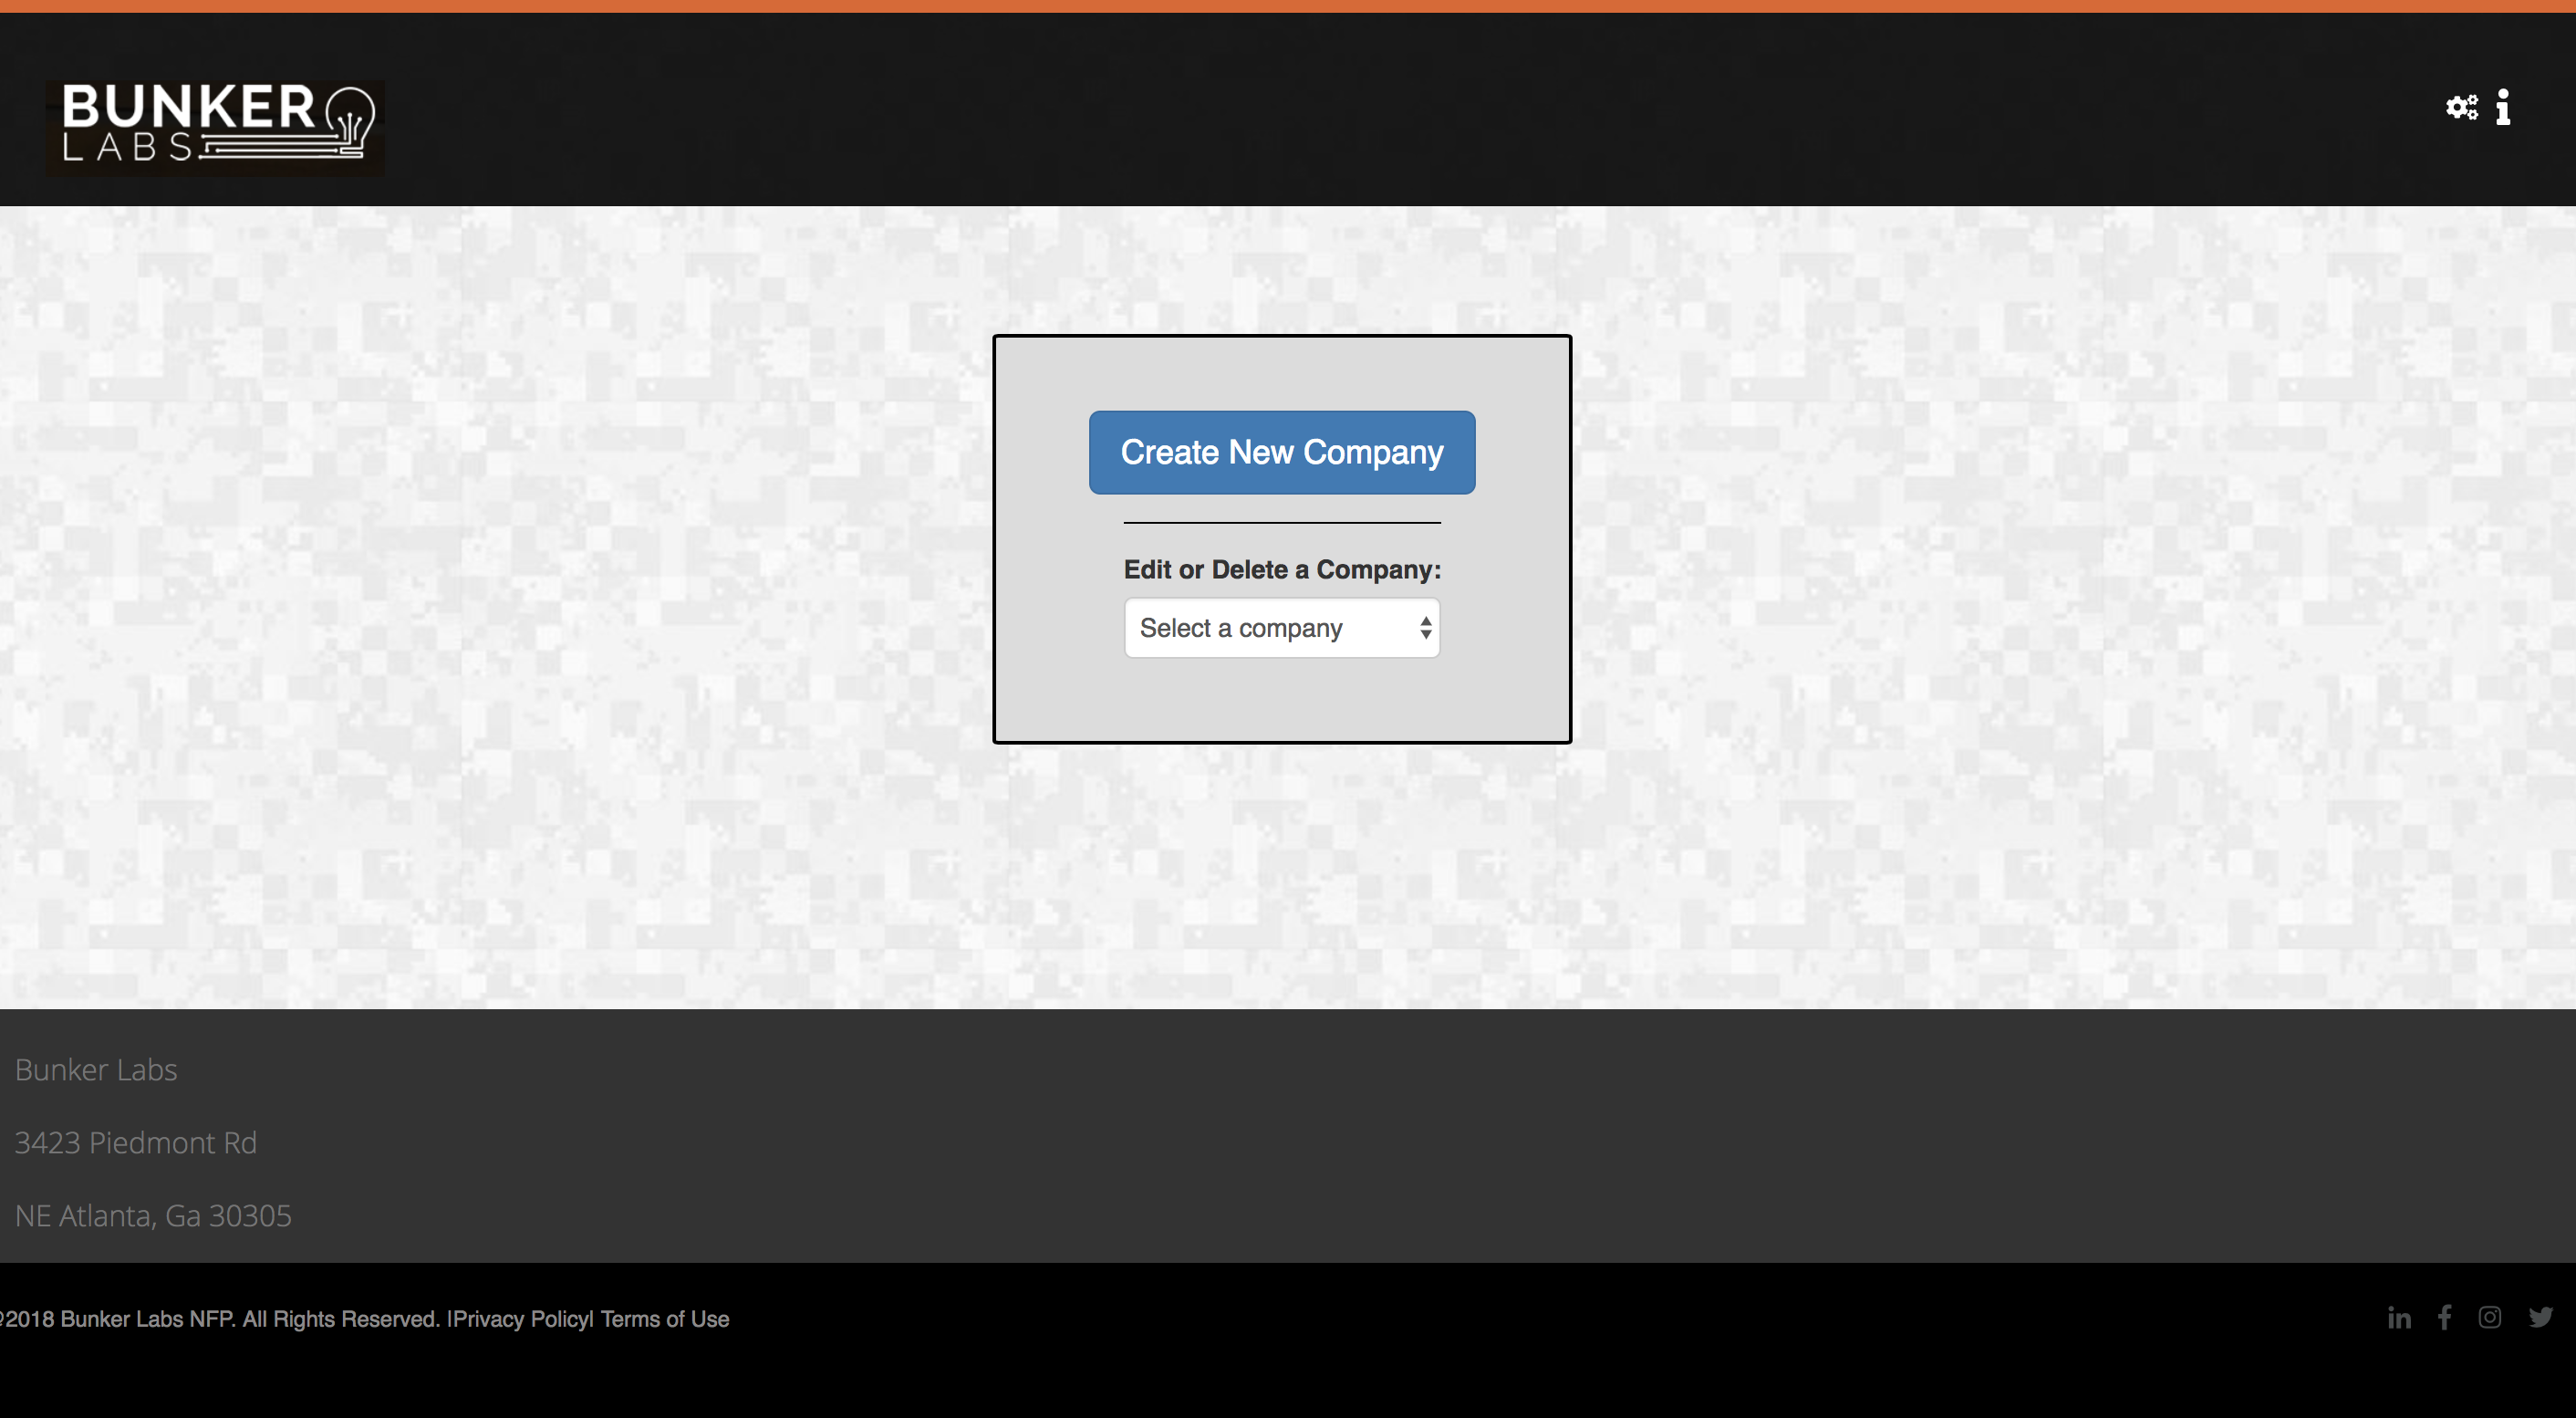 BUNKER
LABS
Create New Company
Edit or Delete a Company:
Select a company
Bunker Labs
3423 Piedmont Rd
NE Atlanta, Ga 30305
©2018 Bunker Labs NFP. All Rights Reserved. |Privacy Policy| Terms of Use